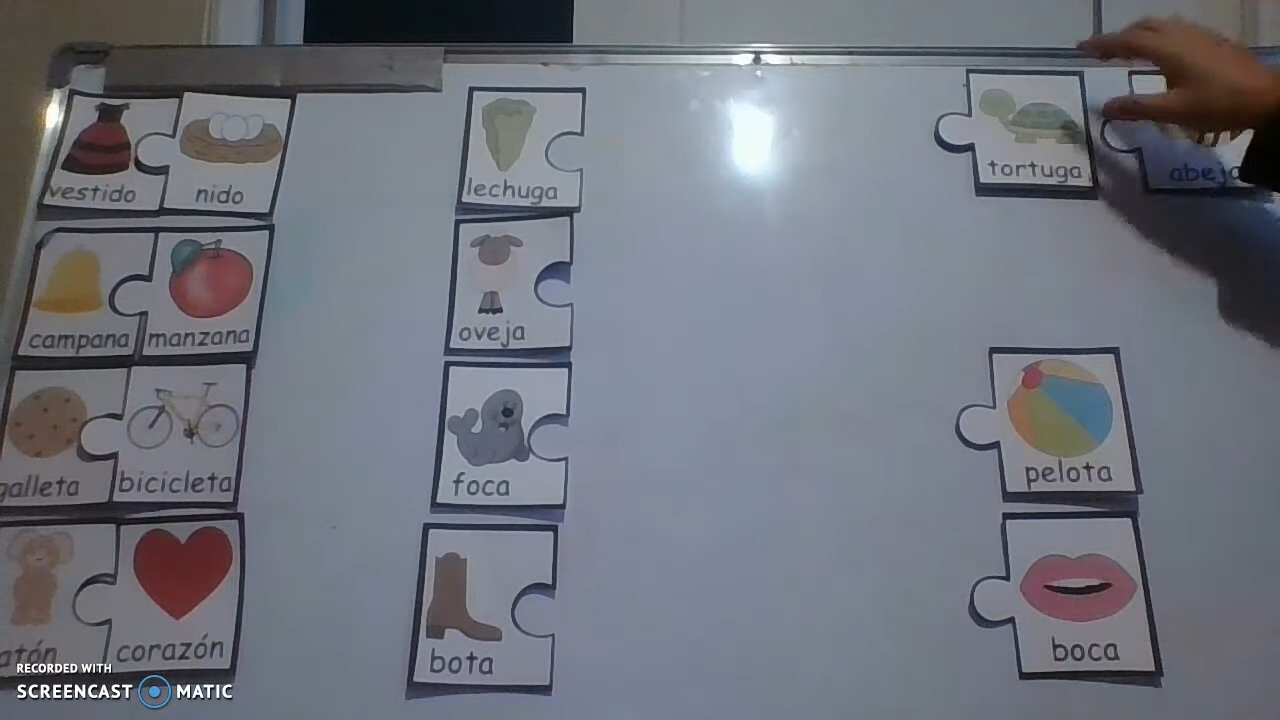 vestido nido
lechuga
tortuga
campana manzana
oveja
galleta bicicleta
foca
pelota
corazón
bota
boca
RECORDED WITH
SCREENCAST MATIC